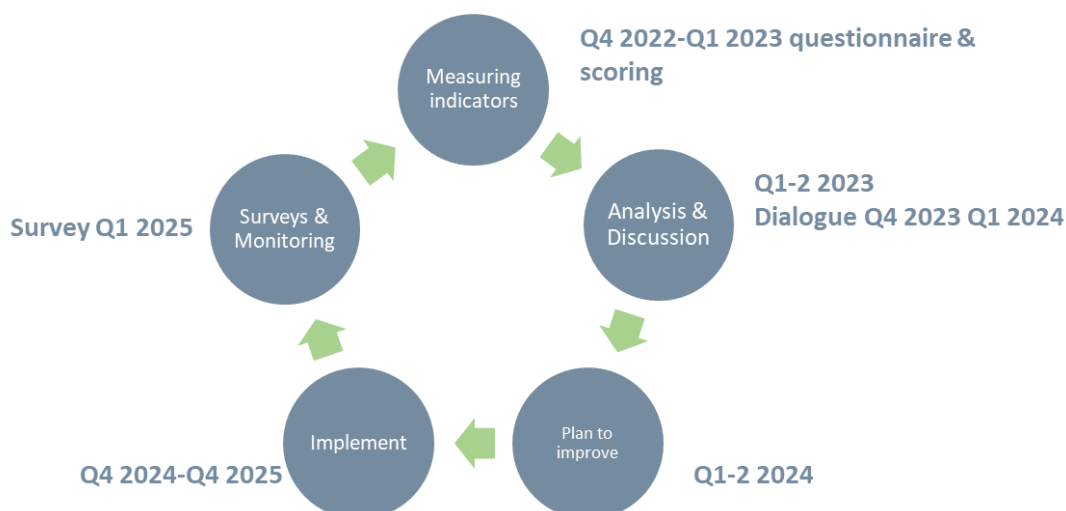 Q4 2022-Q1 2023 questionnaire &
scoring
Measuring
indicators
Q1-2 2023
Dialogue Q4 2023 Q1 2024
Analysis &
Discussion
Plan to
improve
Q1-2 2024
Implement
Q4 2024-Q4 2025
Surveys &
Monitoring
Survey Q1 2025